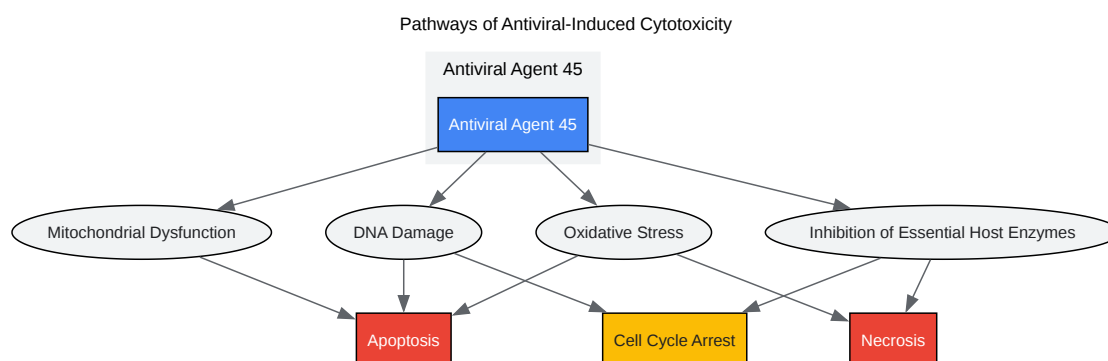 Pathways of Antiviral-Induced Cytotoxicity
Antiviral Agent 45
Antiviral Agent 45
Mitochondrial Dysfunction
DNA Damage
Oxidative Stress
Inhibition of Essential Host Enzymes
Apoptosis
Cell Cycle Arrest
Necrosis